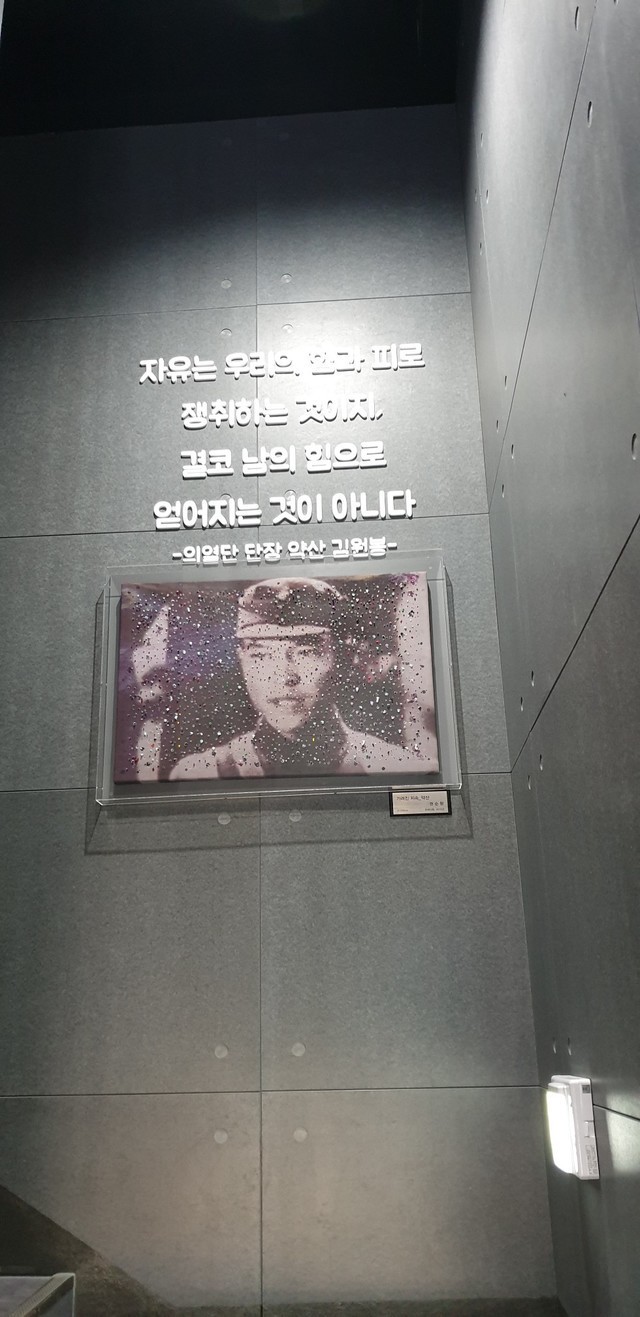 자유는 우리의 힘과 피로
쟁취하는 것이지,
결코 남의 힘으로
얻어지는 것이 아니다
-의열단 단장 약산 김원봉-